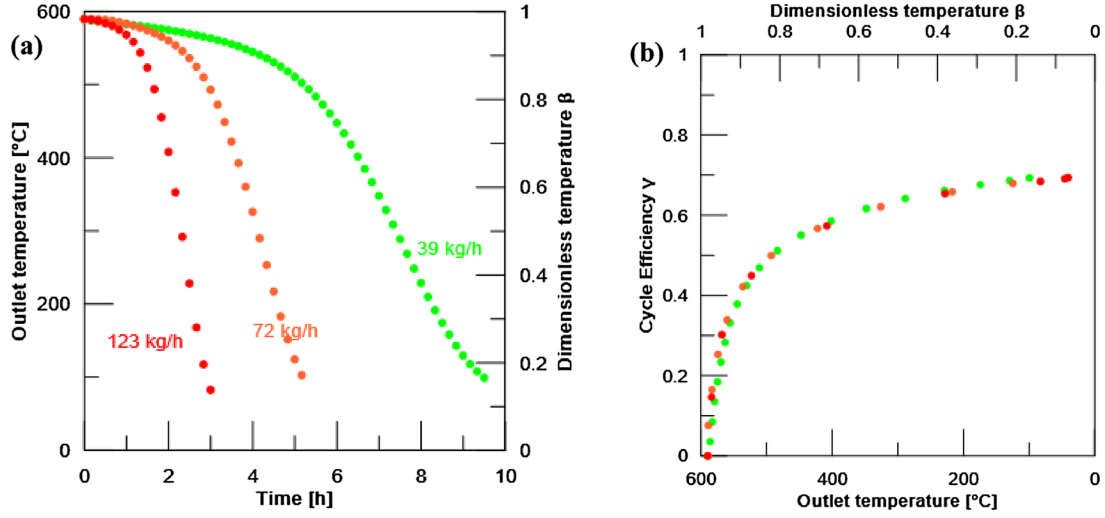 (a)
Outlet temperature [°C]
600
400
200
0
0
2
4
6
8
10
Time [h]
1
0.8
0.6
0.4
0.2
0
Dimensionless temperature β
39 kg/h
72 kg/h
123 kg/h
(b)
Dimensionless temperature β
1
0.8
0.6
0.4
0.2
0
Cycle Efficiency γ
1
0.8
0.6
0.4
0.2
0
600
400
200
0
Outlet temperature [°C]